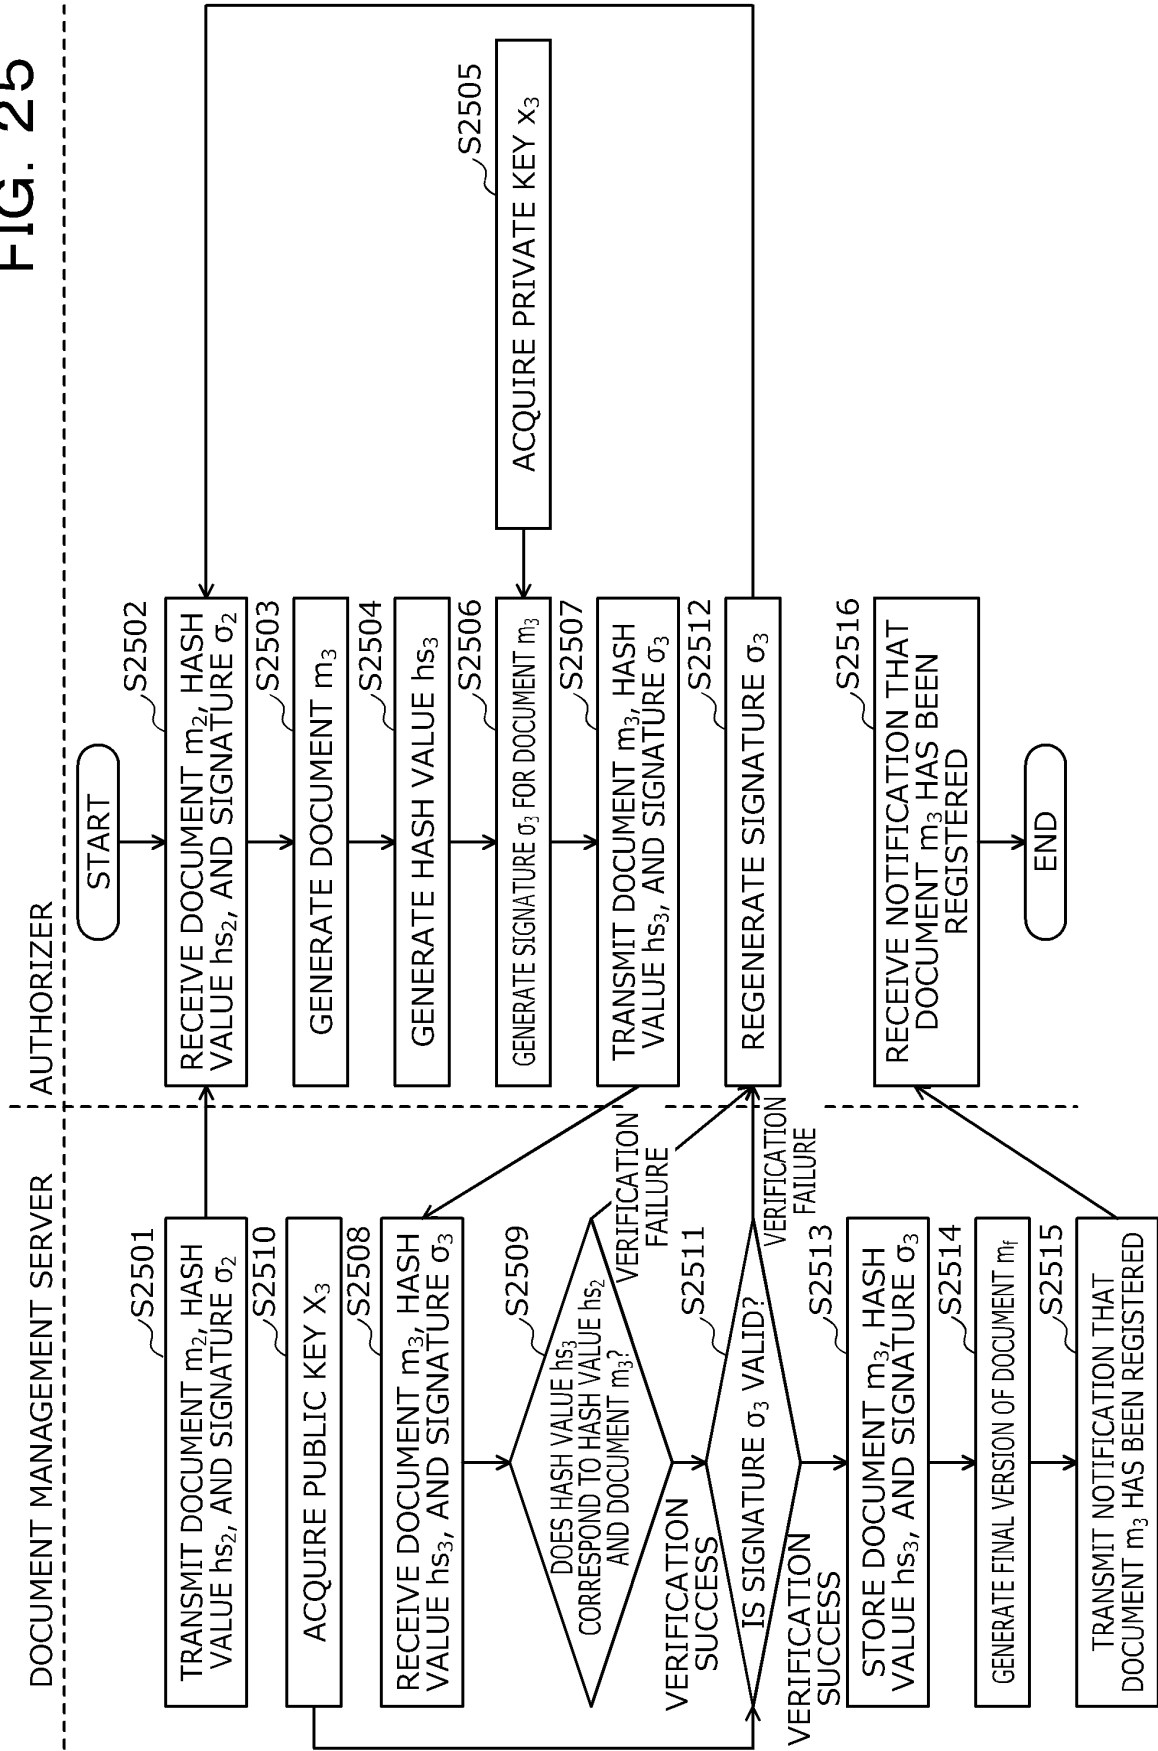 FIG. 25
DOCUMENT MANAGEMENT SERVER
AUTHORIZER
START
S2501
TRANSMIT DOCUMENT m₂, HASH
VALUE hs₂, AND SIGNATURE σ₂
S2502
RECEIVE DOCUMENT m₂, HASH
VALUE hs₂, AND SIGNATURE σ₂
S2503
GENERATE DOCUMENT m₃
S2504
GENERATE HASH VALUE hs₃
S2505
ACQUIRE PRIVATE KEY x₃
S2506
GENERATE SIGNATURE σ₃ FOR DOCUMENT m₃
S2507
TRANSMIT DOCUMENT m₃, HASH
VALUE hs₃, AND SIGNATURE σ₃
S2510
ACQUIRE PUBLIC KEY X₃
S2508
RECEIVE DOCUMENT m₃, HASH
VALUE hs₃, AND SIGNATURE σ₃
S2509
DOES HASH VALUE hs₃
CORRESPOND TO HASH VALUE hs₂
AND DOCUMENT m₃?
VERIFICATION
FAILURE
VERIFICATION
SUCCESS
S2511
IS SIGNATURE σ₃ VALID?
VERIFICATION
FAILURE
VERIFICATION
SUCCESS
S2512
REGENERATE SIGNATURE σ₃
S2513
STORE DOCUMENT m₃, HASH
VALUE hs₃, AND SIGNATURE σ₃
S2514
GENERATE FINAL VERSION OF DOCUMENT m_f
S2515
TRANSMIT NOTIFICATION THAT
DOCUMENT m₃ HAS BEEN REGISTERED
S2516
RECEIVE NOTIFICATION THAT
DOCUMENT m₃ HAS BEEN
REGISTERED
END